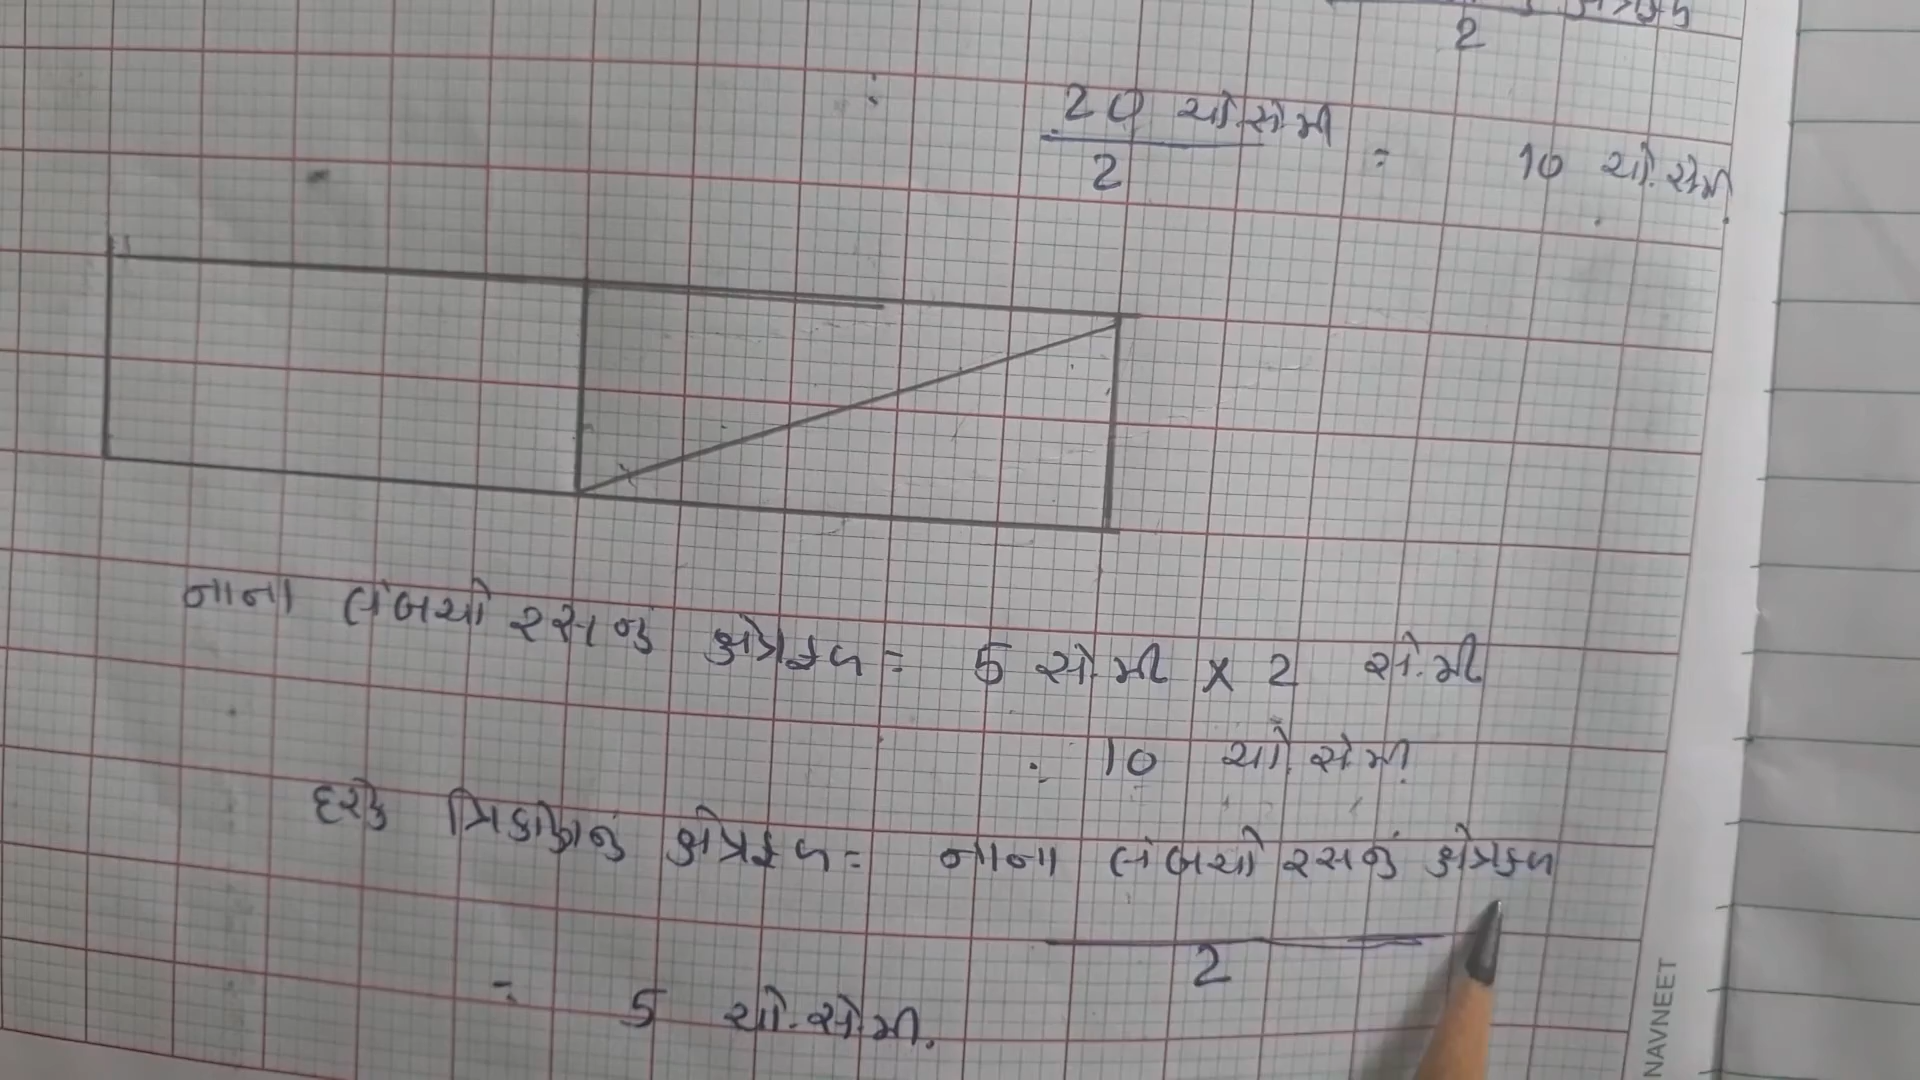 2
= 20 ચો.સેમી
2
= 10 ચો.સેમી.
નાના લંબચોરસનું ક્ષેત્રફળ = 5 સેમી × 2 સે.મી
= 10 ચો.સેમી.
દરેક ત્રિકોણનું ક્ષેત્રફળ = નાના લંબચોરસનું ક્ષેત્રફળ
2
= 5 ચો.સેમી.
NAVNEET